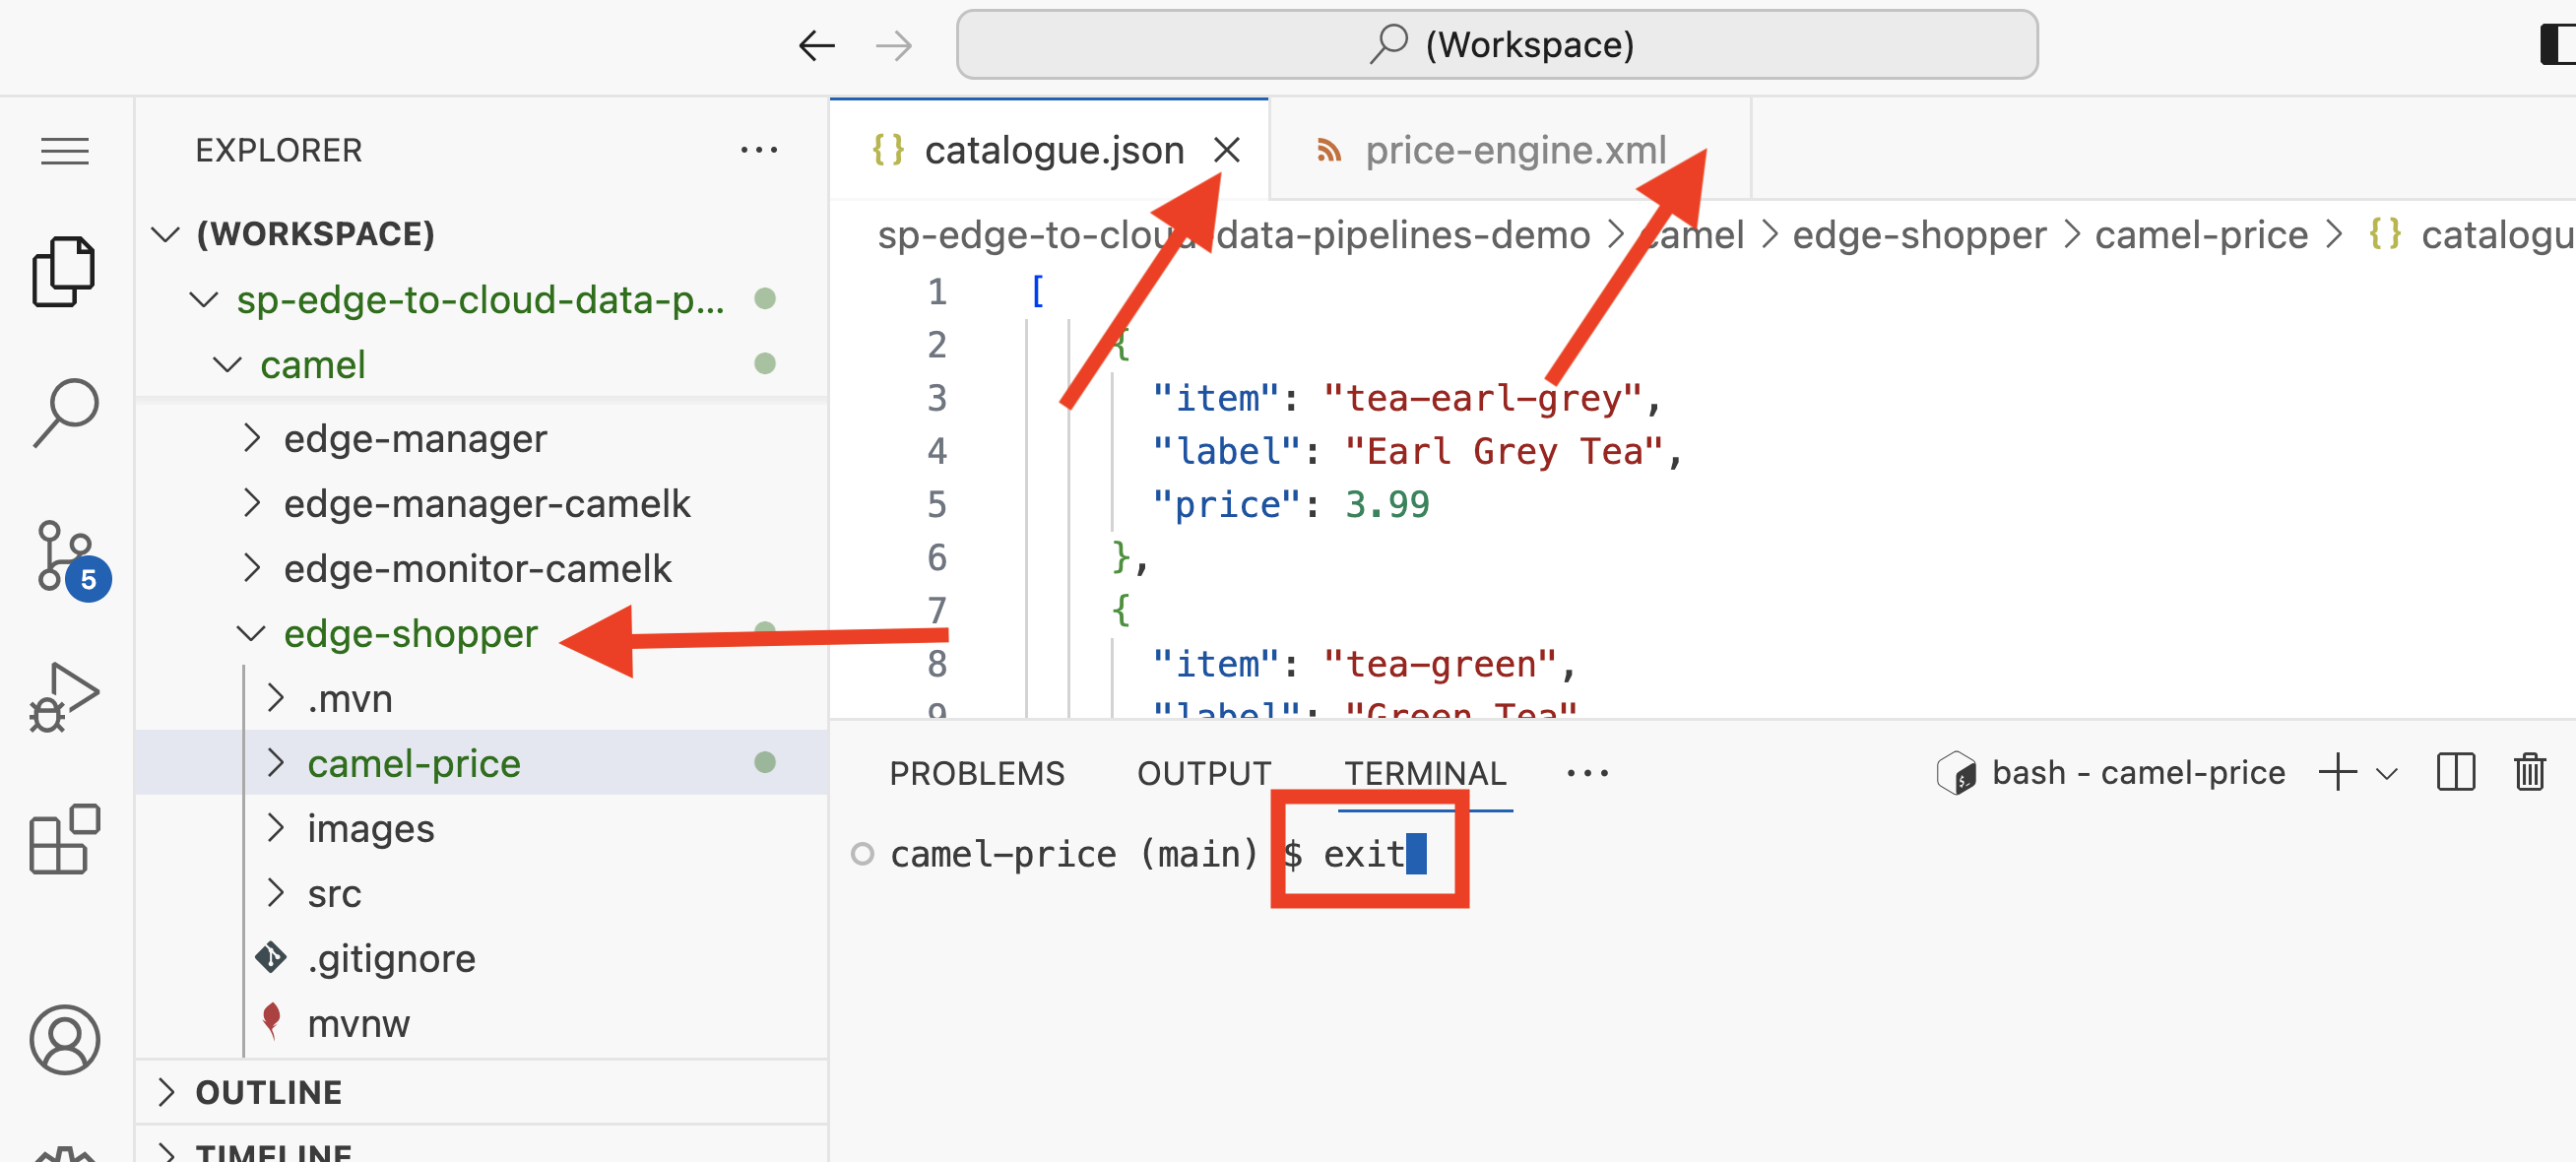 (Workspace)
EXPLORER
(WORKSPACE)
sp-edge-to-cloud-data-p...
camel
edge-manager
edge-manager-camelk
edge-monitor-camelk
edge-shopper
.mvn
camel-price
images
src
.gitignore
mvnw
OUTLINE
TIMELINE
5
{} catalogue.json
price-engine.xml
sp-edge-to-cloud-data-pipelines-demo > camel > edge-shopper > camel-price > {} catalogu
1 [
2 {
3 "item": "tea-earl-grey",
4 "label": "Earl Grey Tea",
5 "price": 3.99
6 },
7 {
8 "item": "tea-green",
9 "label": "Green Tea"
PROBLEMS OUTPUT TERMINAL ...
bash - camel-price
camel-price (main) $ exit